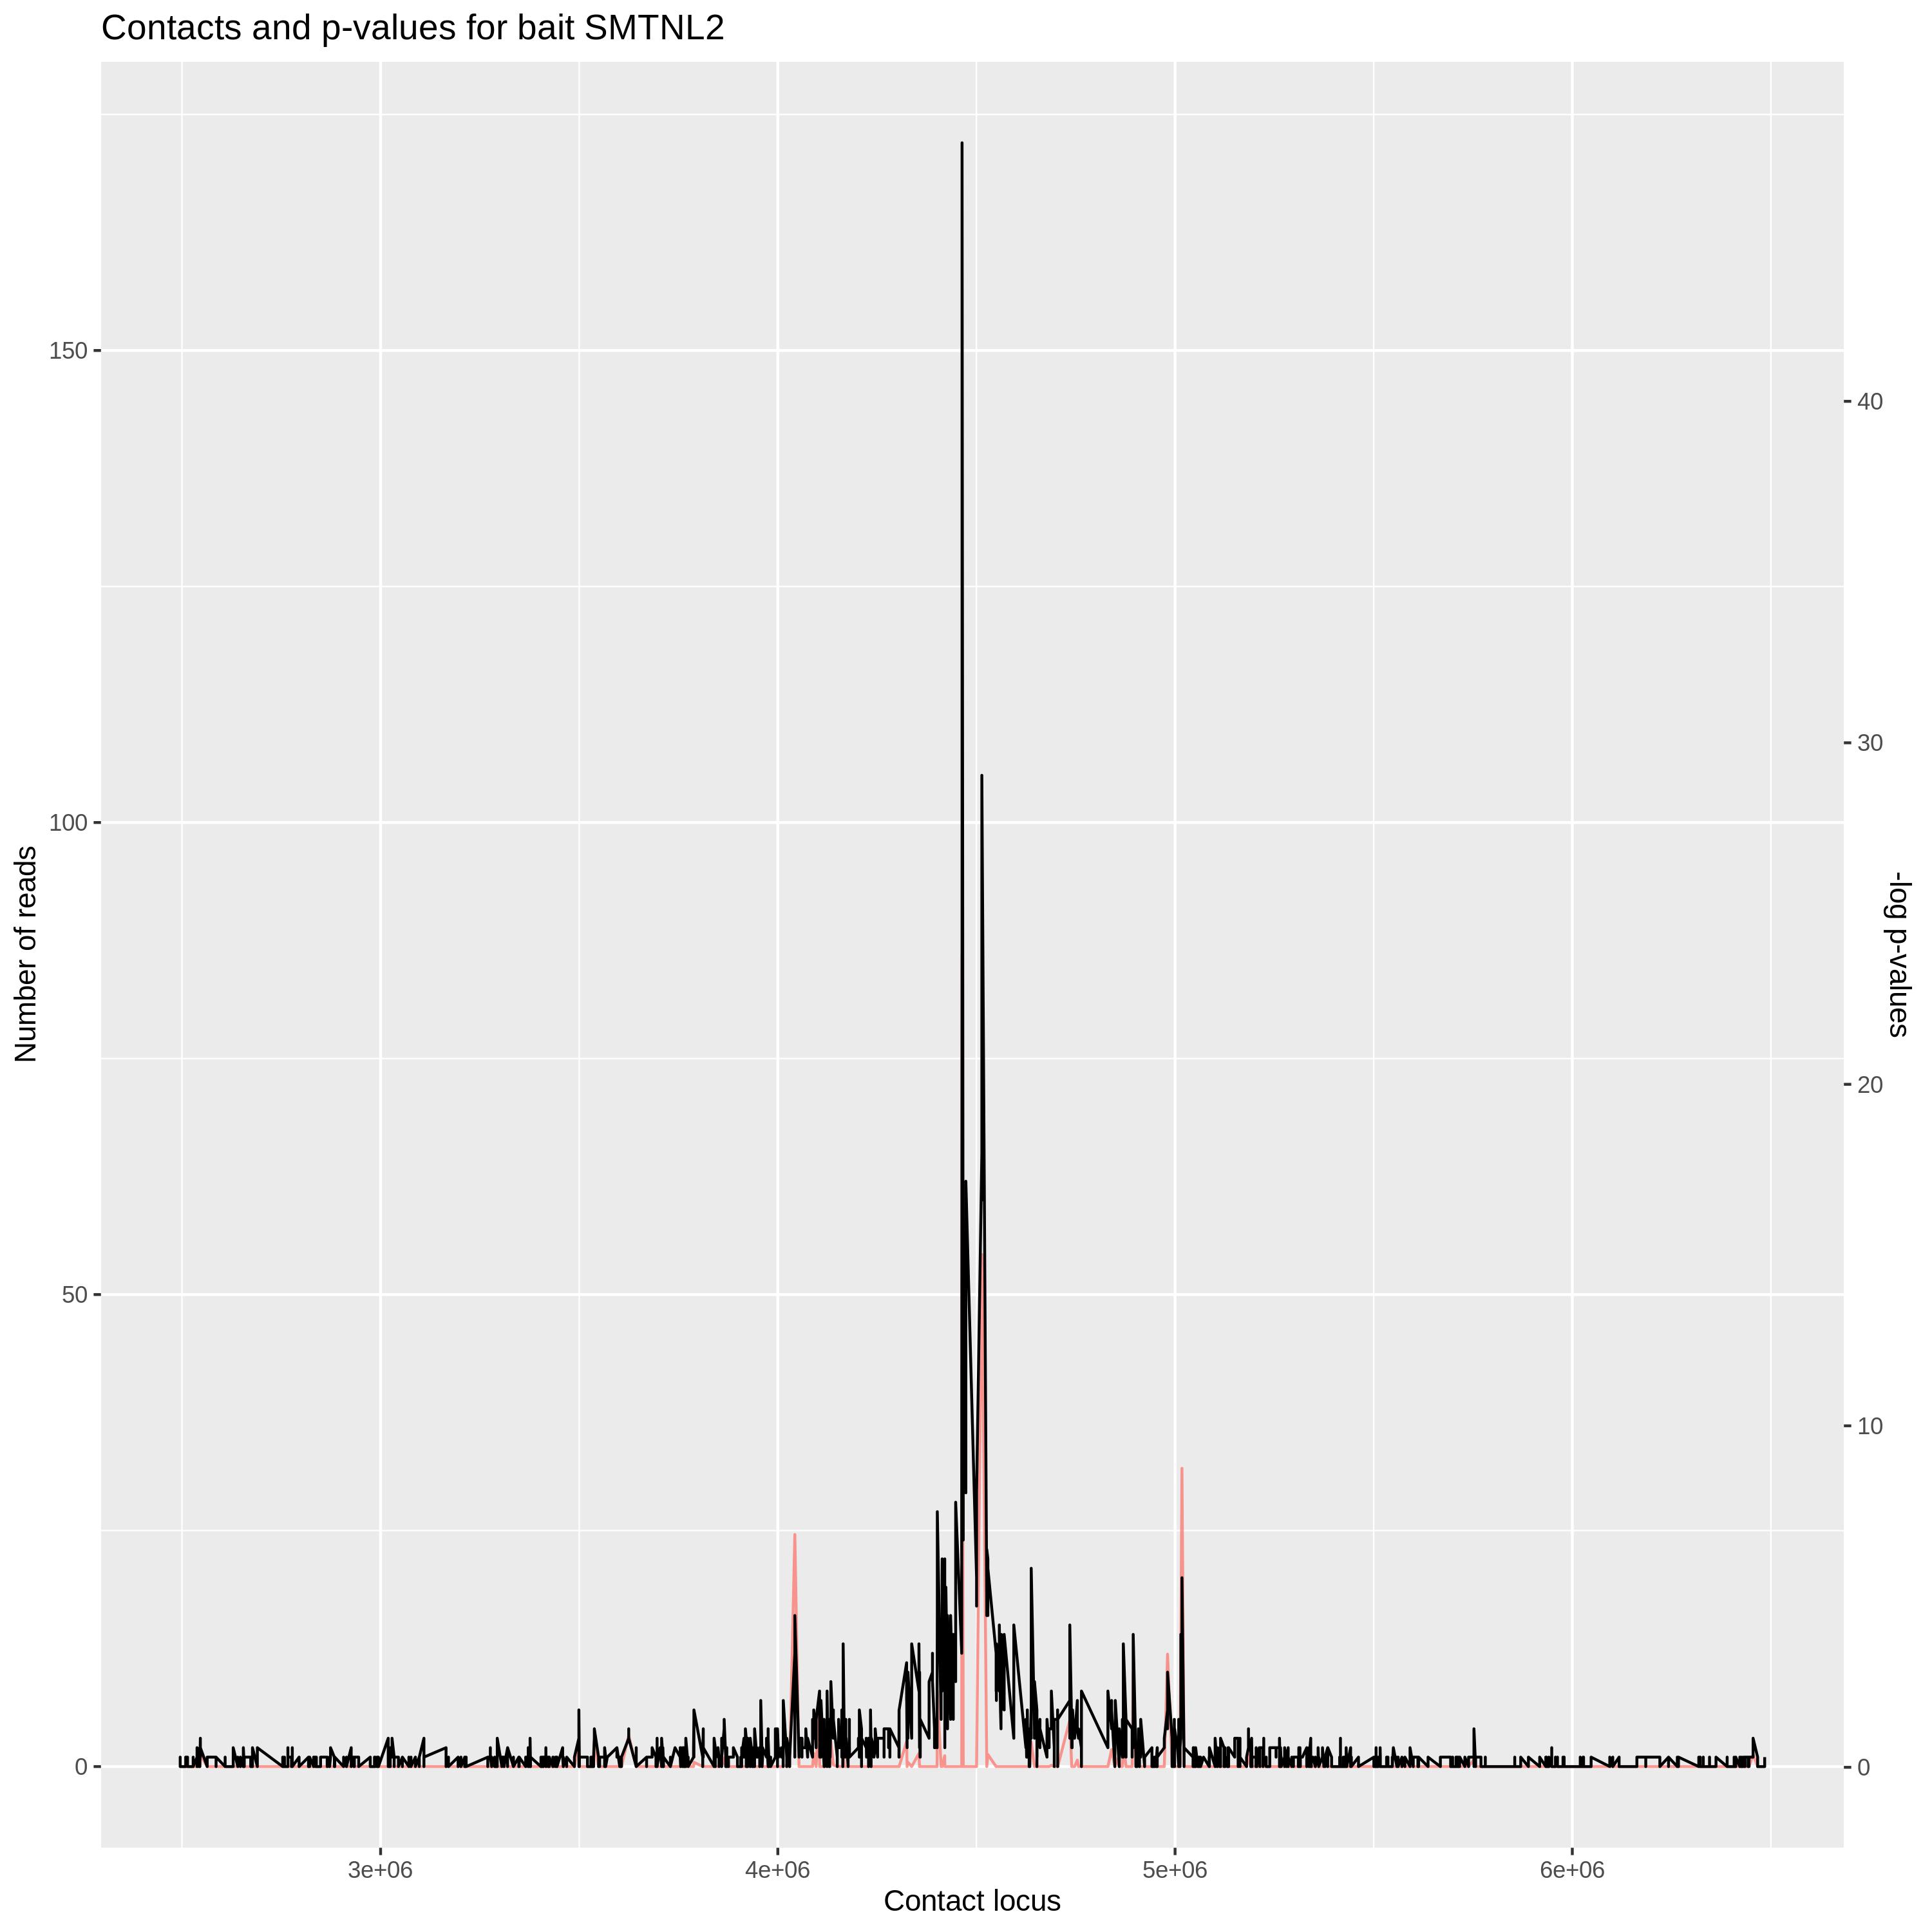 Contacts and p-values for bait SMTNL2
150
100
50
0
40
30
20
10
0
Number of reads
-log p-values
3e+06
4e+06
5e+06
6e+06
Contact locus